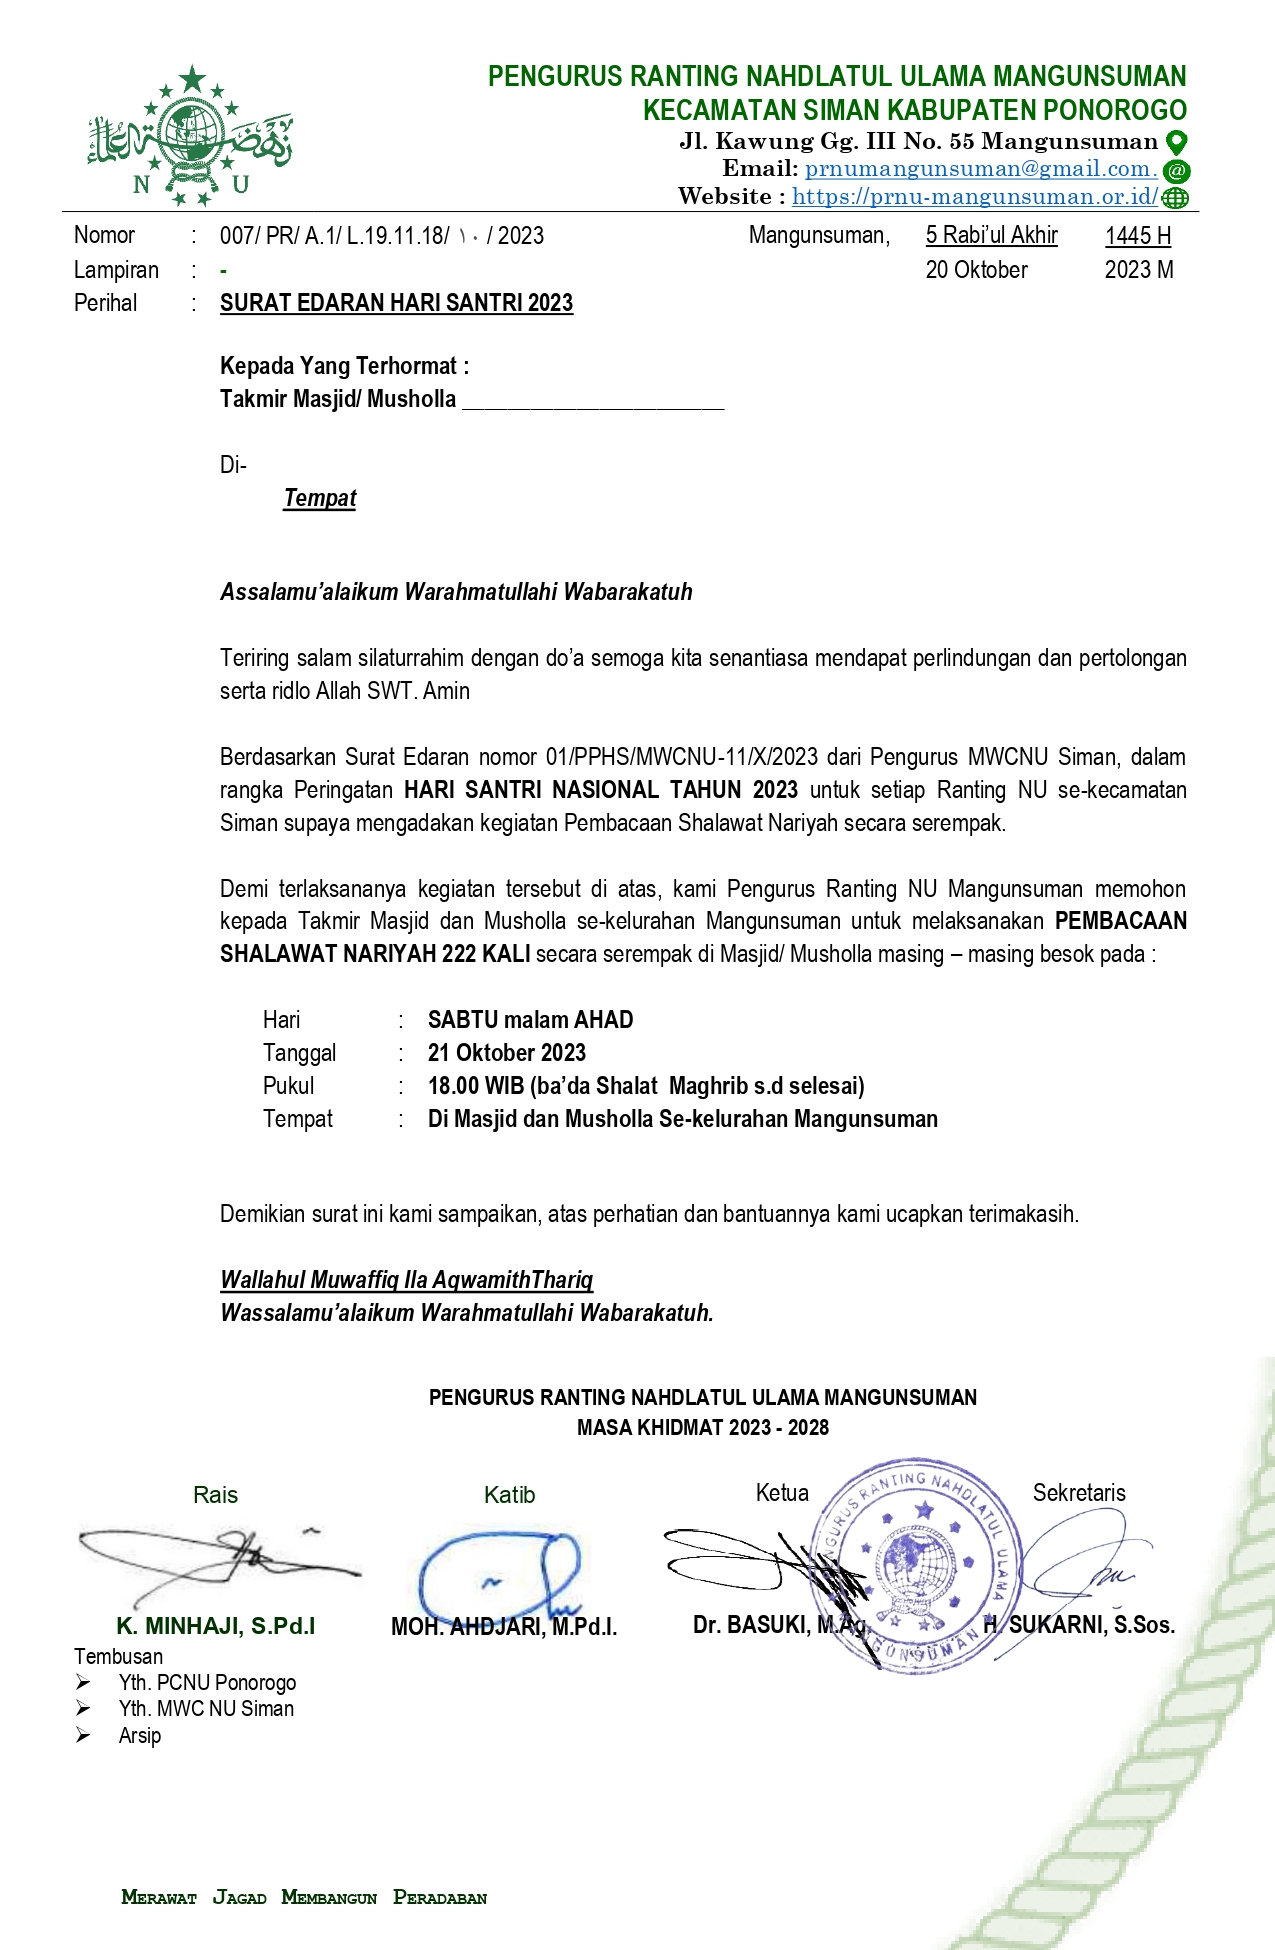 PENGURUS RANTING NAHDLATUL ULAMA MANGUNSUMAN
KECAMATAN SIMAN KABUPATEN PONOROGO
Jl. Kawung Gg. III No. 55 Mangunsuman
Email: prnumangunsuman@gmail.com.
Website : https://prnu-mangunsuman.or.id/
نهضة العلماء
N U
Nomor : 007/ PR/ A.1/ L.19.11.18/ ١٠ / 2023 Mangunsuman, 5 Rabi’ul Akhir 1445 H
Lampiran : - 20 Oktober 2023 M
Perihal : SURAT EDARAN HARI SANTRI 2023
Kepada Yang Terhormat :
Takmir Masjid/ Musholla ______________________
Di-
Tempat
Assalamu’alaikum Warahmatullahi Wabarakatuh
Teriring salam silaturrahim dengan do’a semoga kita senantiasa mendapat perlindungan dan pertolongan
serta ridlo Allah SWT. Amin
Berdasarkan Surat Edaran nomor 01/PPHS/MWCNU-11/X/2023 dari Pengurus MWCNU Siman, dalam
rangka Peringatan HARI SANTRI NASIONAL TAHUN 2023 untuk setiap Ranting NU se-kecamatan
Siman supaya mengadakan kegiatan Pembacaan Shalawat Nariyah secara serempak.
Demi terlaksananya kegiatan tersebut di atas, kami Pengurus Ranting NU Mangunsuman memohon
kepada Takmir Masjid dan Musholla se-kelurahan Mangunsuman untuk melaksanakan PEMBACAAN
SHALAWAT NARIYAH 222 KALI secara serempak di Masjid/ Musholla masing – masing besok pada :
Hari : SABTU malam AHAD
Tanggal : 21 Oktober 2023
Pukul : 18.00 WIB (ba’da Shalat Maghrib s.d selesai)
Tempat : Di Masjid dan Musholla Se-kelurahan Mangunsuman
Demikian surat ini kami sampaikan, atas perhatian dan bantuannya kami ucapkan terimakasih.
Wallahul Muwaffiq Ila AqwamithThariq
Wassalamu’alaikum Warahmatullahi Wabarakatuh.
PENGURUS RANTING NAHDLATUL ULAMA MANGUNSUMAN
MASA KHIDMAT 2023 - 2028
Rais Katib Ketua Sekretaris
PENGURUS RANTING NAHDLATUL ULAMA
MANGUNSUMAN
K. MINHAJI, S.Pd.I MOH. AHDJARI, M.Pd.I. Dr. BASUKI, M.Ag H. SUKARNI, S.Sos.
Tembusan
➢ Yth. PCNU Ponorogo
➢ Yth. MWC NU Siman
➢ Arsip
Merawat Jagad Membangun Peradaban